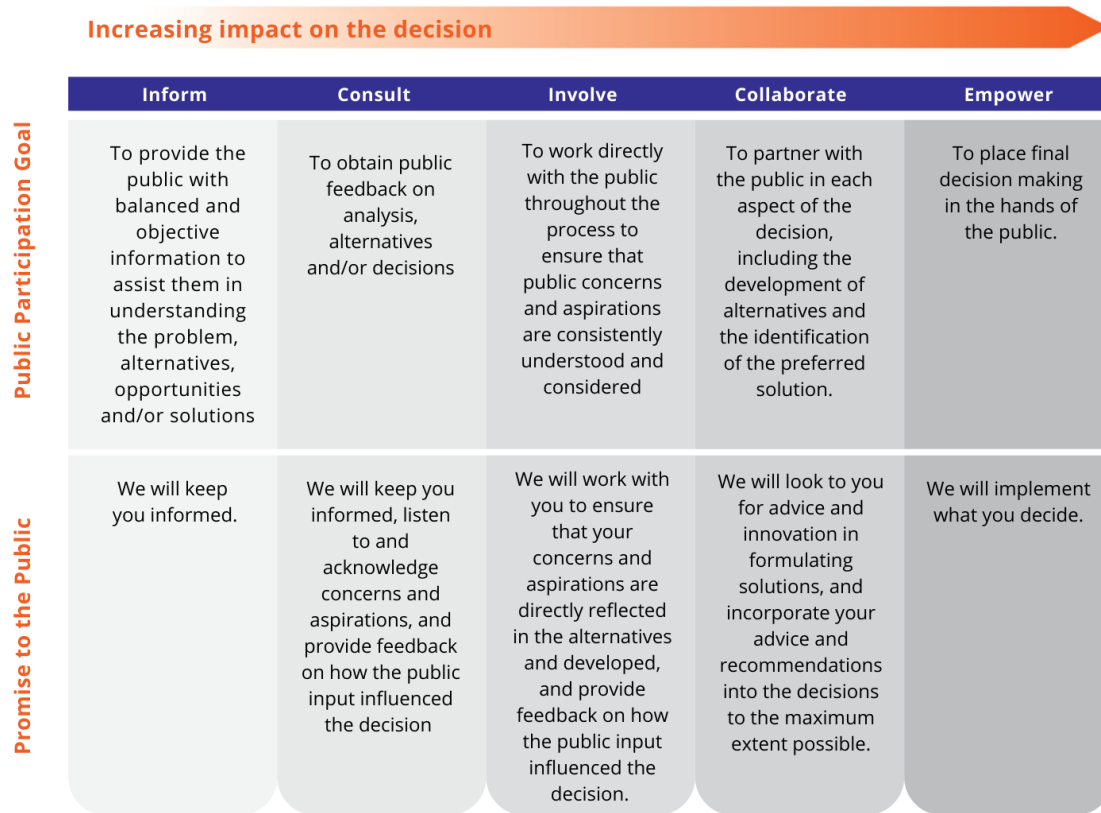 Increasing impact on the decision
Inform
Consult
Involve
Collaborate
Empower
Public Participation Goal
To provide the
public with
balanced and
objective
information to
assist them in
understanding
the problem,
alternatives,
opportunities
and/or solutions
To obtain public
feedback on
analysis,
alternatives
and/or decisions
To work directly
with the public
throughout the
process to
ensure that
public concerns
and aspirations
are consistently
understood and
considered
To partner with
the public in each
aspect of the
decision,
including the
development of
alternatives and
the identification
of the preferred
solution.
To place final
decision making
in the hands of
the public.
Promise to the Public
We will keep
you informed.
We will keep you
informed, listen
to and
acknowledge
concerns and
aspirations, and
provide feedback
on how the public
input influenced
the decision
We will work with
you to ensure
that your
concerns and
aspirations are
directly reflected
in the alternatives
and developed,
and provide
feedback on how
the public input
influenced the
decision.
We will look to you
for advice and
innovation in
formulating
solutions, and
incorporate your
advice and
recommendations
into the decisions
to the maximum
extent possible.
We will implement
what you decide.